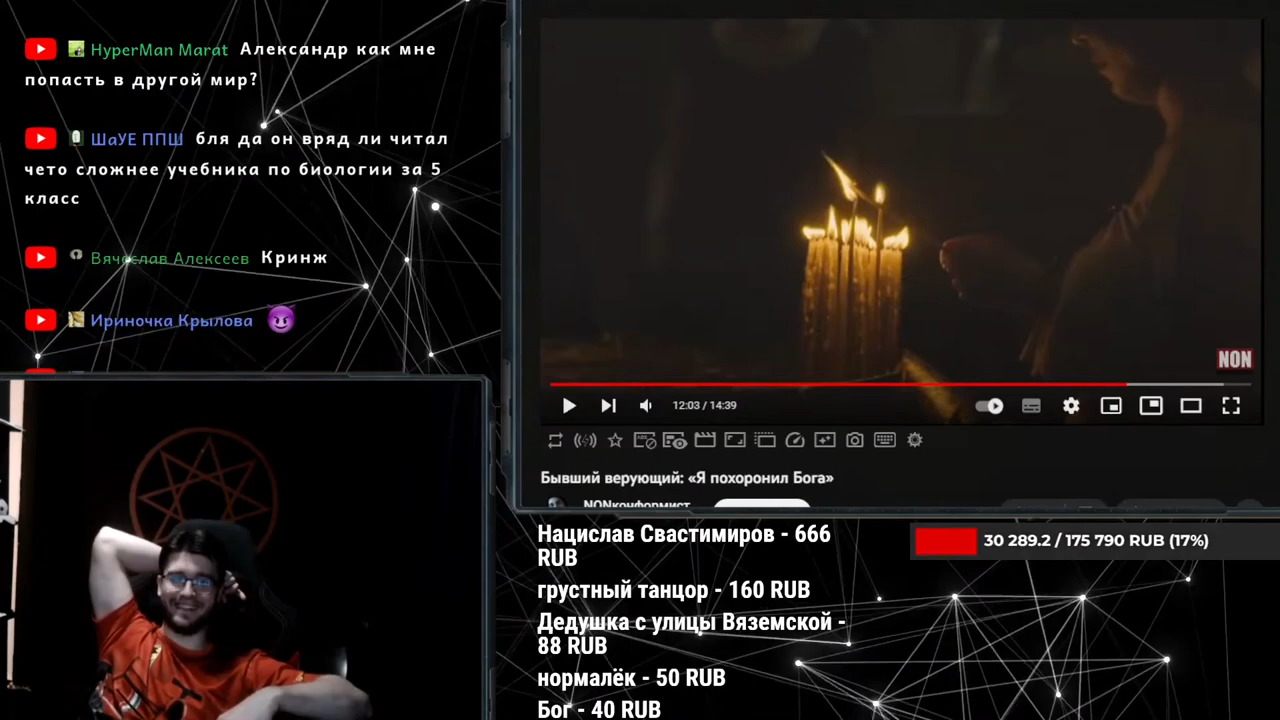 HyperMan Marat Александр как мне
попасть в другой мир?
ШаУЕ ППШ бля да он вряд ли читал
чето сложнее учебника по биологии за 5
класс
Вячеслав Алексеев Кринж
Ириночка Крылова
NON
12:03 / 14:39
Бывший верующий: «Я похоронил Бога»
NONконформист
Нацислав Свастимиров - 666
RUB
грустный танцор - 160 RUB
Дедушка с улицы Вяземской -
88 RUB
нормалёк - 50 RUB
Бог - 40 RUB
30 289.2 / 175 790 RUB (17%)